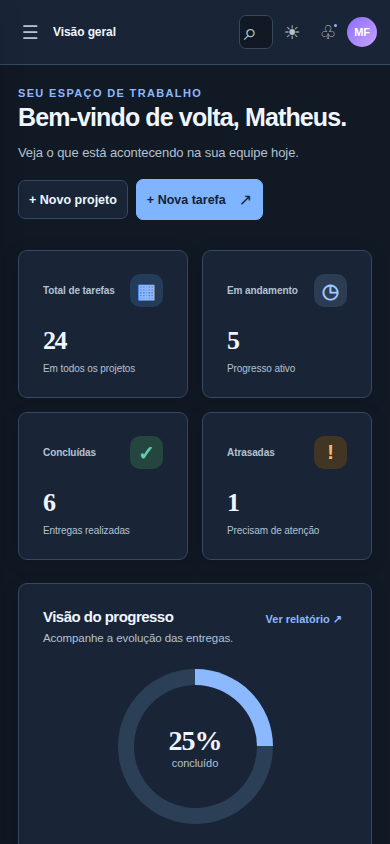 Visão geral
MF
SEU ESPAÇO DE TRABALHO
Bem-vindo de volta, Matheus.
Veja o que está acontecendo na sua equipe hoje.
+ Novo projeto
+ Nova tarefa ↗
Total de tarefas
24
Em todos os projetos
Em andamento
5
Progresso ativo
Concluídas
✓
6
Entregas realizadas
Atrasadas
!
1
Precisam de atenção
Visão do progresso
Ver relatório ↗
Acompanhe a evolução das entregas.
25%
concluído